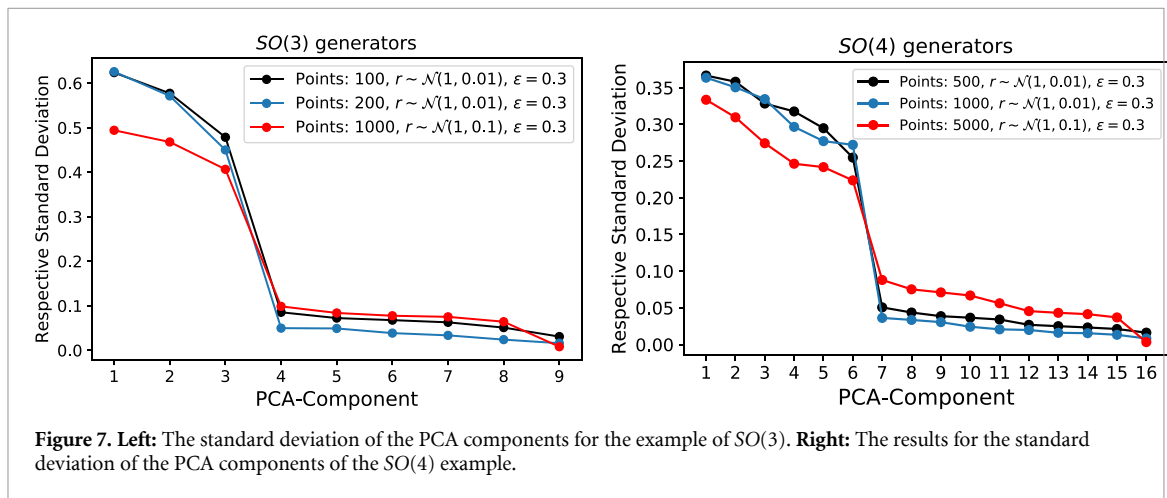 SO(3) generators
Points: 100, r ~ 𝒩(1, 0.01), ε = 0.3
Points: 200, r ~ 𝒩(1, 0.01), ε = 0.3
Points: 1000, r ~ 𝒩(1, 0.1), ε = 0.3
Respective Standard Deviation
0.6
0.5
0.4
0.3
0.2
0.1
0.0
1 2 3 4 5 6 7 8 9
PCA-Component
SO(4) generators
Points: 500, r ~ 𝒩(1, 0.01), ε = 0.3
Points: 1000, r ~ 𝒩(1, 0.01), ε = 0.3
Points: 5000, r ~ 𝒩(1, 0.1), ε = 0.3
Respective Standard Deviation
0.35
0.30
0.25
0.20
0.15
0.10
0.05
0.00
1 2 3 4 5 6 7 8 9 10 11 12 13 14 15 16
PCA-Component
Figure 7. Left: The standard deviation of the PCA components for the example of SO(3). Right: The results for the standard
deviation of the PCA components of the SO(4) example.